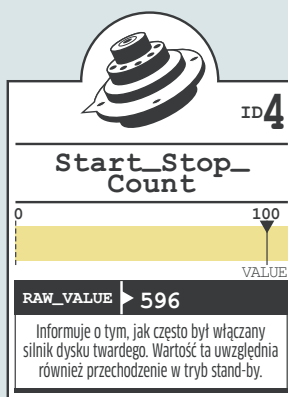 ID4
Start_Stop_
Count
0 100
VALUE
RAW_VALUE 596
Informuje o tym, jak często był włączany
silnik dysku twardego. Wartość ta uwzględnia
również przechodzenie w tryb stand-by.